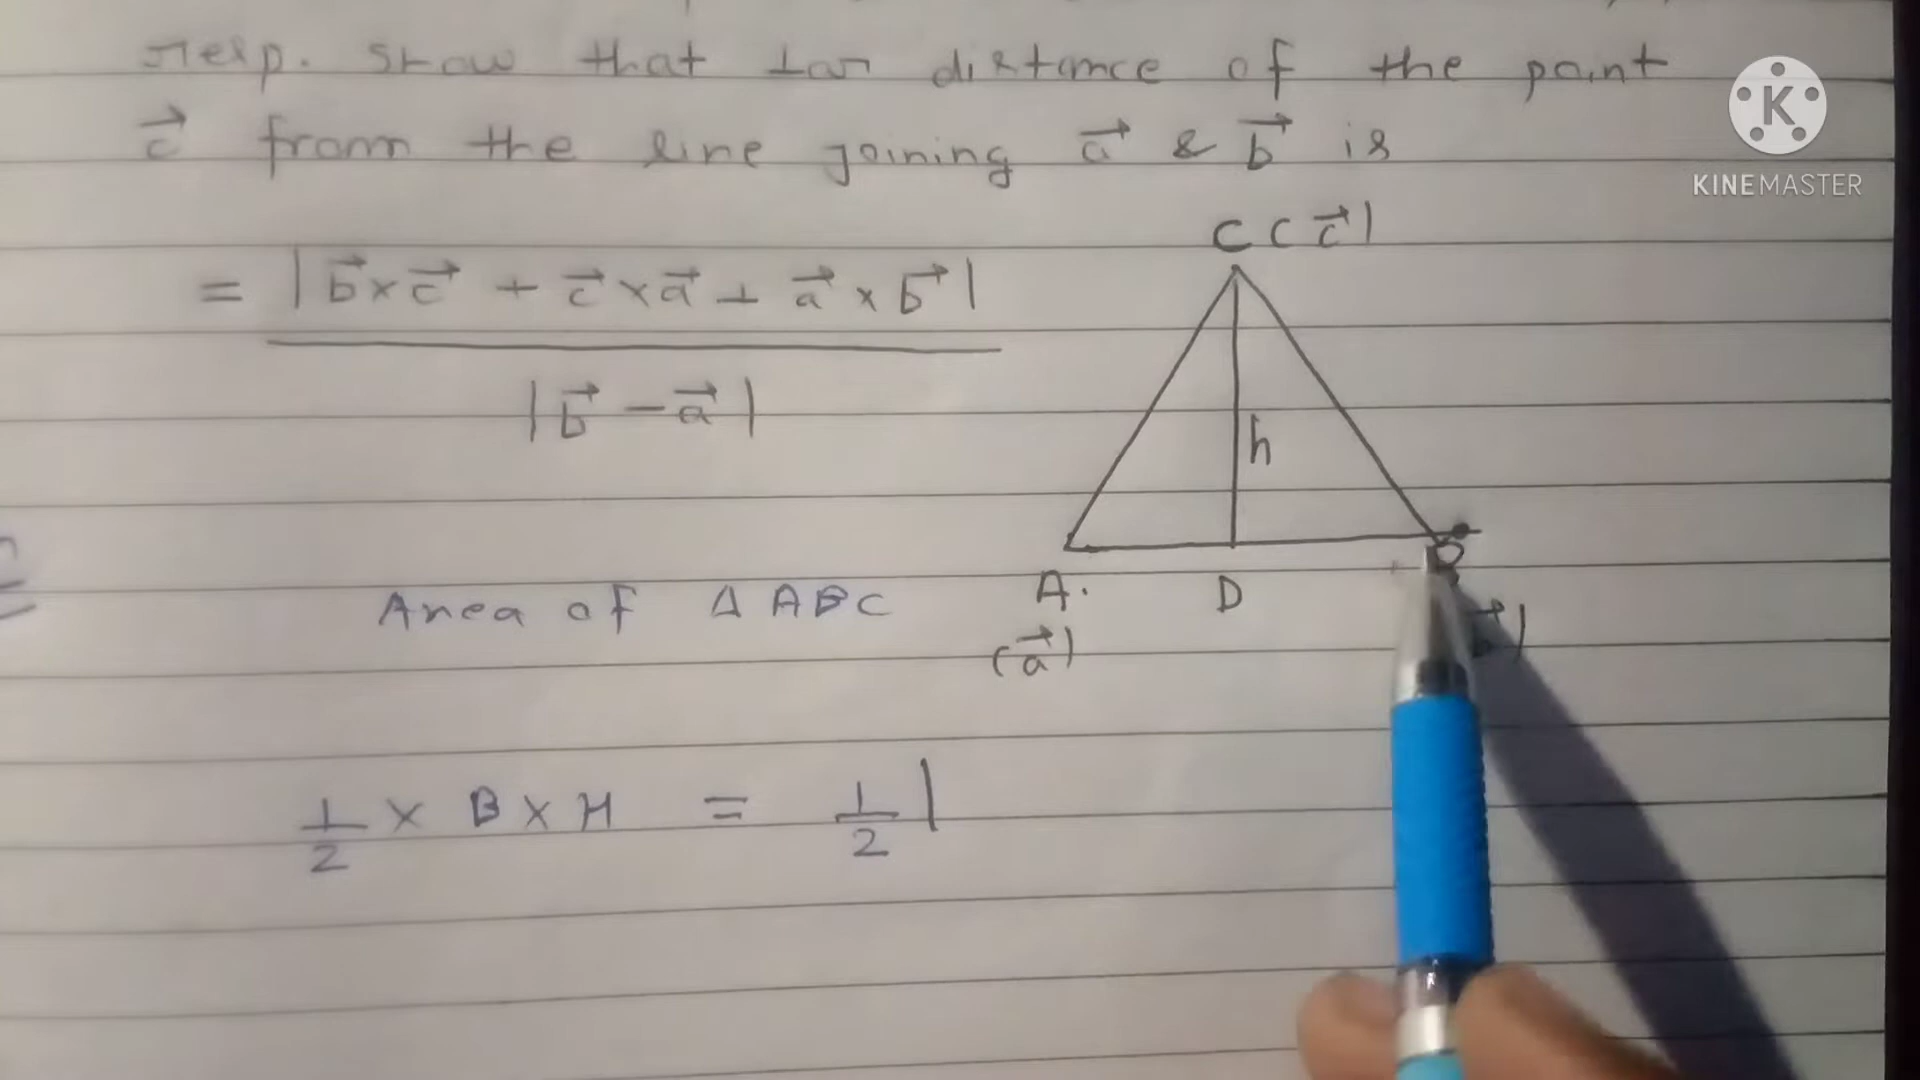 resp. show that ⊥ar distance of the point
c⃗ from the line joining a⃗ & b⃗ is
= |b⃗×c⃗ + c⃗×a⃗ + a⃗×b⃗|
|b⃗ - a⃗|
C(c⃗)
h
A.
D
(a⃗)
Area of Δ ABC
1/2 × B × H = 1/2 |
K
KINEMASTER